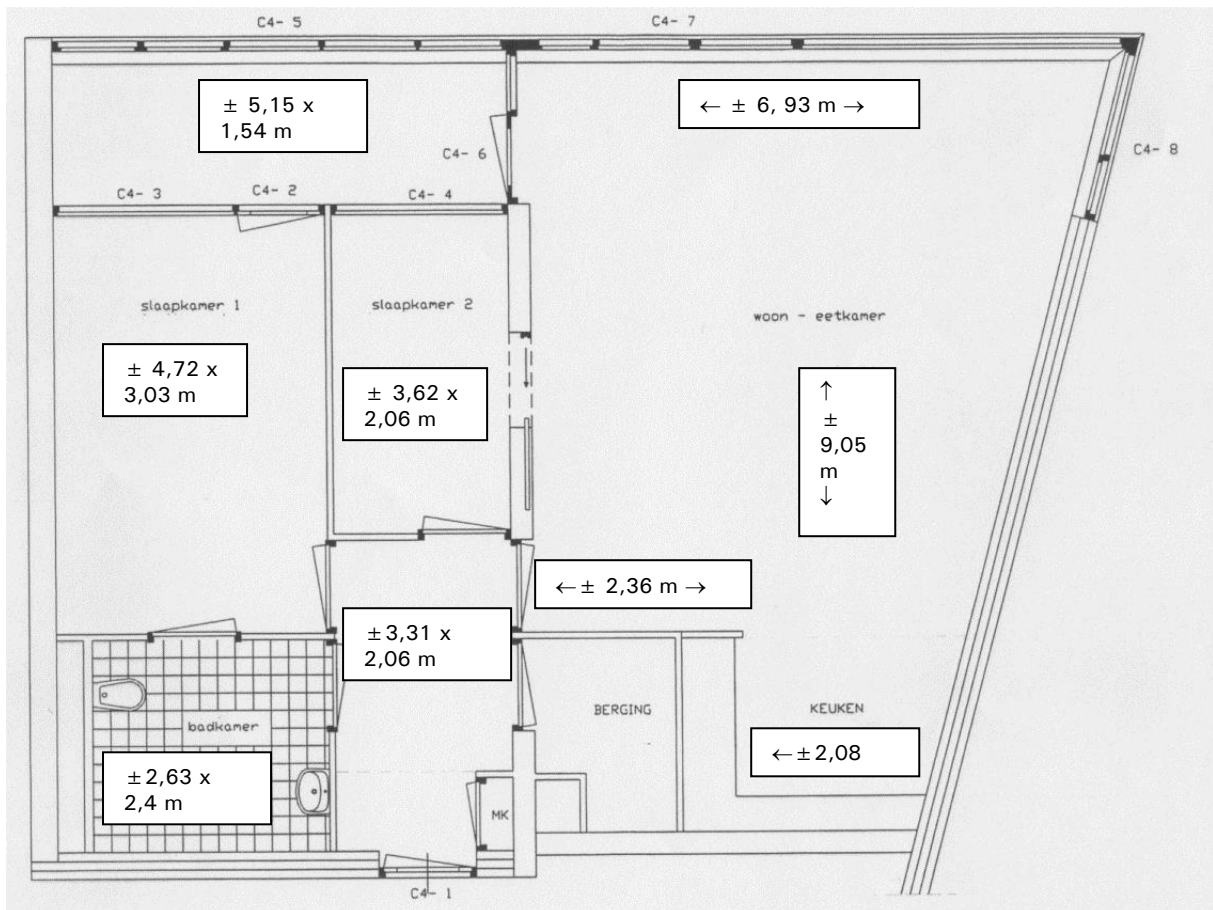 C4- 5
C4- 7
± 5,15 x
1,54 m
← ± 6, 93 m →
C4- 6
C4- 8
C4- 3
C4- 2
C4- 4
slaapkamer 1
slaapkamer 2
woon - eetkamer
± 4,72 x
3,03 m
± 3,62 x
2,06 m
↑
±
9,05
m
↓
←± 2,36 m →
±3,31 x
2,06 m
BERGING
KEUKEN
badkamer
←±2,08
±2,63 x
2,4 m
MK
C4- 1